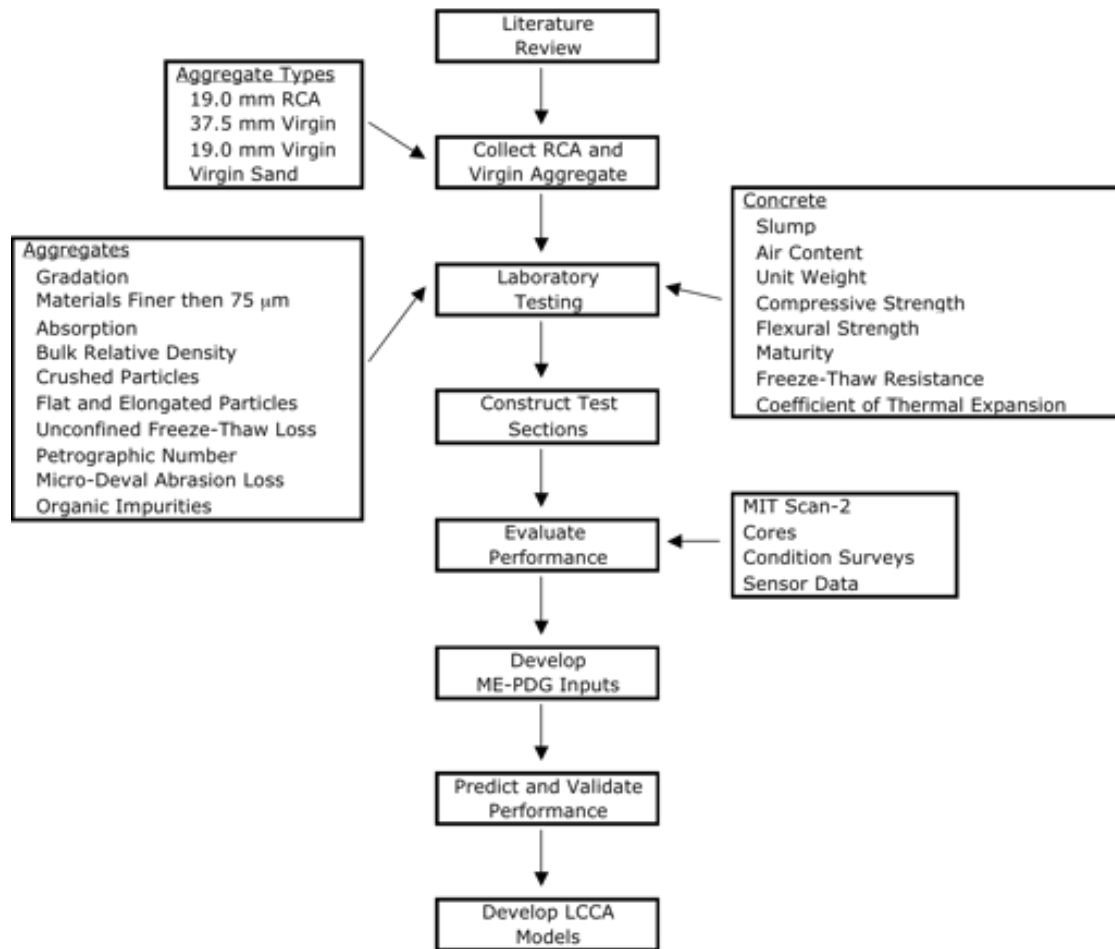 Literature
Review
Aggregate Types
19.0 mm RCA
37.5 mm Virgin
19.0 mm Virgin
Virgin Sand
Collect RCA and
Virgin Aggregate
Concrete
Slump
Air Content
Unit Weight
Compressive Strength
Flexural Strength
Maturity
Freeze-Thaw Resistance
Coefficient of Thermal Expansion
Aggregates
Gradation
Materials Finer then 75 µm
Absorption
Bulk Relative Density
Crushed Particles
Flat and Elongated Particles
Unconfined Freeze-Thaw Loss
Petrographic Number
Micro-Deval Abrasion Loss
Organic Impurities
Laboratory
Testing
Construct Test
Sections
Evaluate
Performance
MIT Scan-2
Cores
Condition Surveys
Sensor Data
Develop
ME-PDG Inputs
Predict and Validate
Performance
Develop LCCA
Models